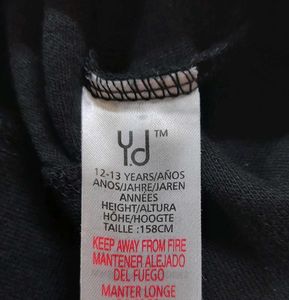 Y.d™
12-13 YEARS/AÑOS
ANOS/JAHRE/JAREN
ANNÉES
HEIGHT/ALTURA
HÖHE/HOOGTE
TAILLE :158CM
KEEP AWAY FROM FIRE
MANTENER ALEJADO
DEL FUEGO
MANTER LONGE